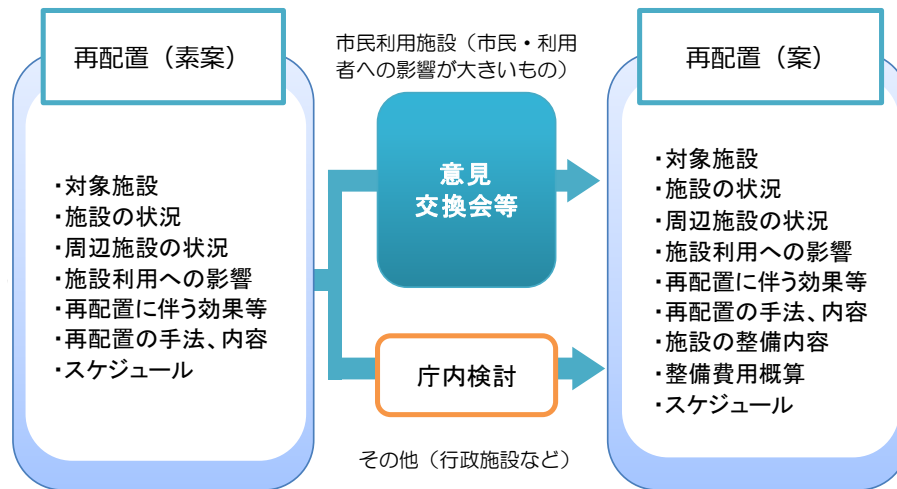 再配置（素案）
・対象施設
・施設の状況
・周辺施設の状況
・施設利用への影響
・再配置に伴う効果等
・再配置の手法、内容
・スケジュール
市民利用施設（市民・利用
者への影響が大きいもの）
意見
交換会等
庁内検討
その他（行政施設など）
再配置（案）
・対象施設
・施設の状況
・周辺施設の状況
・施設利用への影響
・再配置に伴う効果等
・再配置の手法、内容
・施設の整備内容
・整備費用概算
・スケジュール